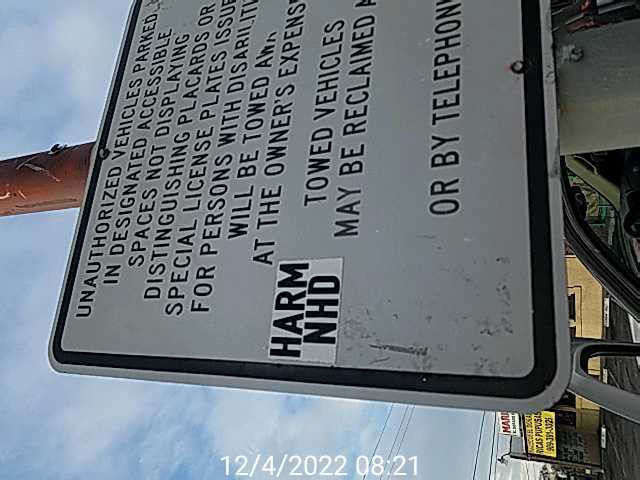 UNAUTHORIZED VEHICLES PARKED
IN DESIGNATED ACCESSIBLE
SPACES NOT DISPLAYING
DISTINGUISHING PLACARDS OR
SPECIAL LICENSE PLATES ISSUE
FOR PERSONS WITH DISABILITI
WILL BE TOWED AWA
AT THE OWNER'S EXPENS
TOWED VEHICLES
MAY BE RECLAIMED A
OR BY TELEPHON
HARM
NHD
12/4/2022 08:21